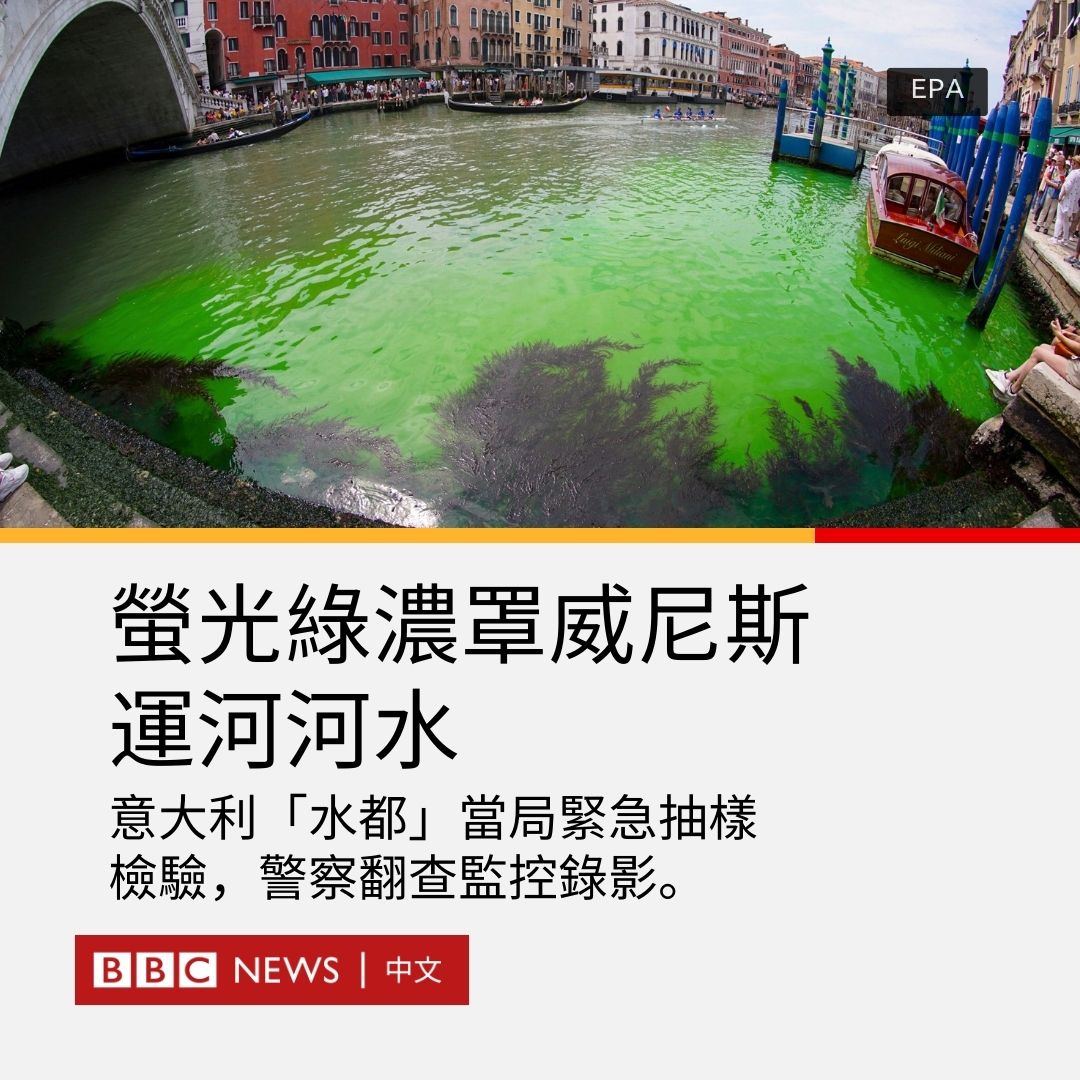 EPA
Luigi Milani
螢光綠濃罩威尼斯
運河河水
意大利「水都」當局緊急抽樣
檢驗，警察翻查監控錄影。
BBC NEWS | 中文